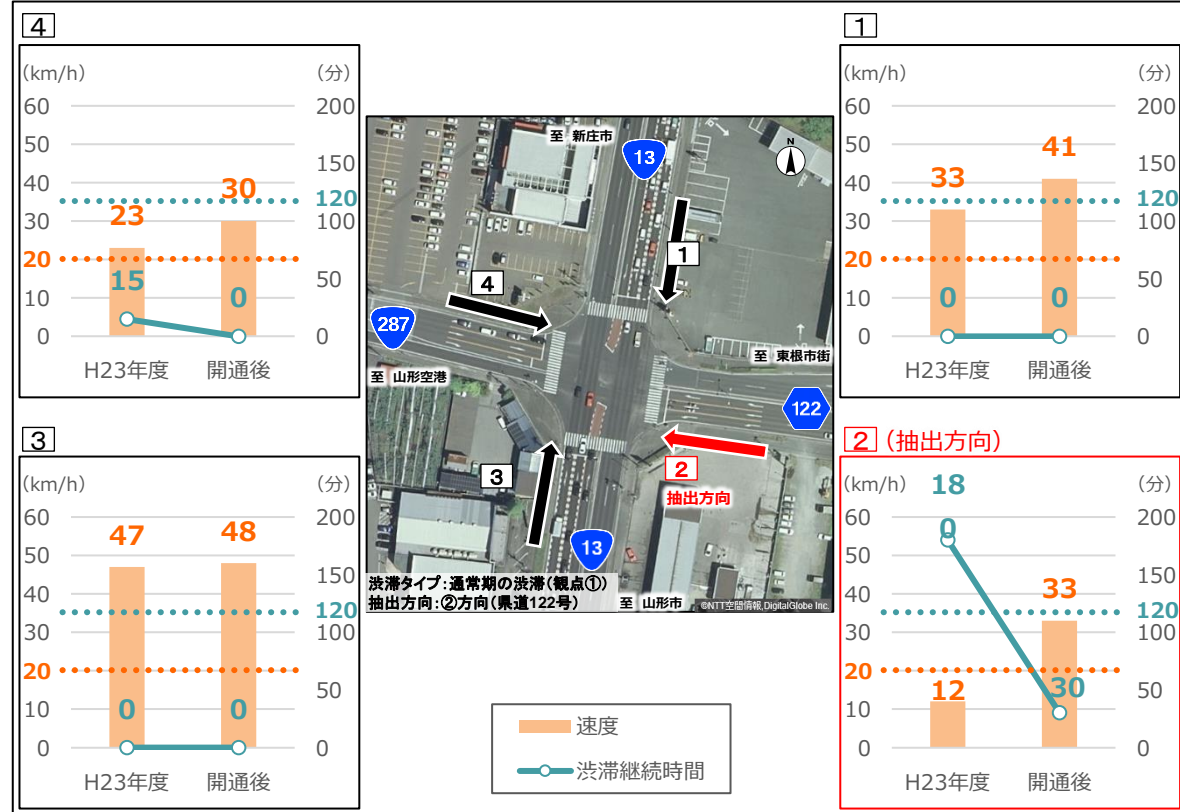 4
(km/h)
(分)
60
50
40
30
20
10
0
200
150
120
100
50
0
23
30
15
0
H23年度
開通後
1
(km/h)
(分)
60
50
40
30
20
10
0
200
150
120
100
50
0
33
41
0
0
H23年度
開通後
至 新庄市
13
N
1
4
287
至 山形空港
至 東根市街
122
3
2
抽出方向
13
渋滞タイプ:通常期の渋滞(観点①)
抽出方向:②方向(県道122号)
至 山形市
©NTT空間情報,DigitalGlobe Inc.
3
(km/h)
(分)
60
50
40
30
20
10
0
200
150
120
100
50
0
47
48
0
0
H23年度
開通後
2 (抽出方向)
(km/h)
(分)
60
50
40
30
20
10
0
200
150
120
100
50
0
18
0
12
33
30
H23年度
開通後
速度
渋滞継続時間